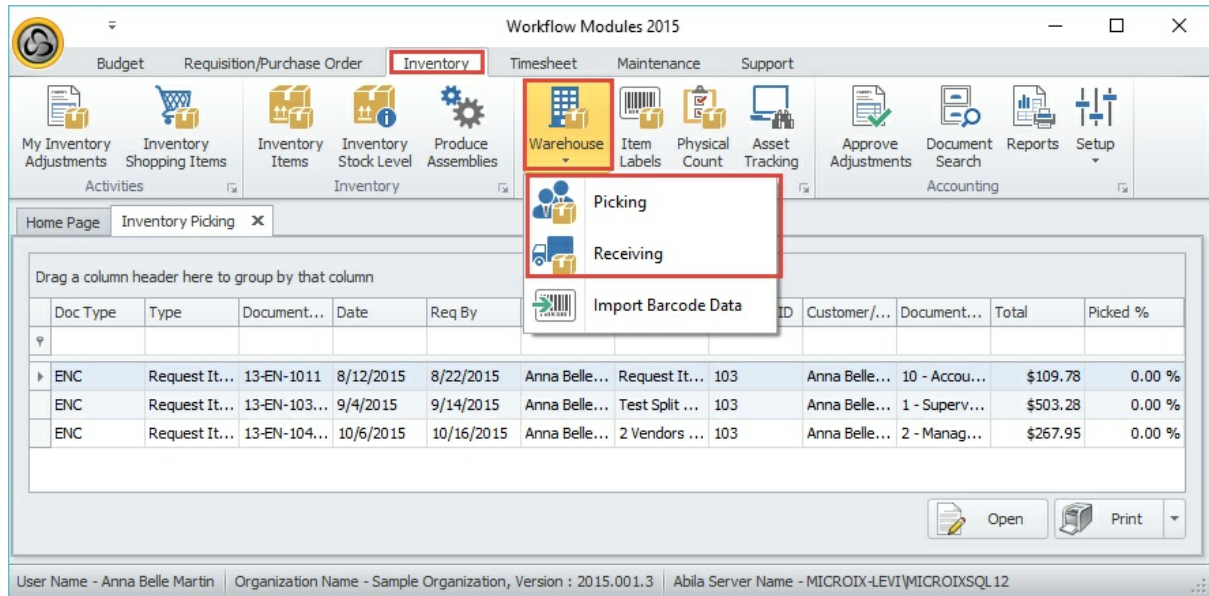 Workflow Modules 2015
Budget Requisition/Purchase Order Inventory Timesheet Maintenance Support
My Inventory Adjustments Inventory Shopping Items Inventory Items Inventory Stock Level Produce Assemblies Warehouse Item Labels Physical Count Asset Tracking Approve Adjustments Document Search Reports Setup
Activities Inventory Accounting
Picking
Receiving
Import Barcode Data
Home Page Inventory Picking
Drag a column header here to group by that column
Doc Type Type Document... Date Req By ID Customer/... Document... Total Picked %
ENC Request It... 13-EN-1011 8/12/2015 8/22/2015 Anna Belle... Request It... 103 Anna Belle... 10 - Accou... $109.78 0.00 %
ENC Request It... 13-EN-103... 9/4/2015 9/14/2015 Anna Belle... Test Split ... 103 Anna Belle... 1 - Superv... $503.28 0.00 %
ENC Request It... 13-EN-104... 10/6/2015 10/16/2015 Anna Belle... 2 Vendors ... 103 Anna Belle... 2 - Manag... $267.95 0.00 %
Open Print
User Name - Anna Belle Martin Organization Name - Sample Organization, Version : 2015.001.3 Abila Server Name - MICROIX-LEVI\MICROIXSQL12